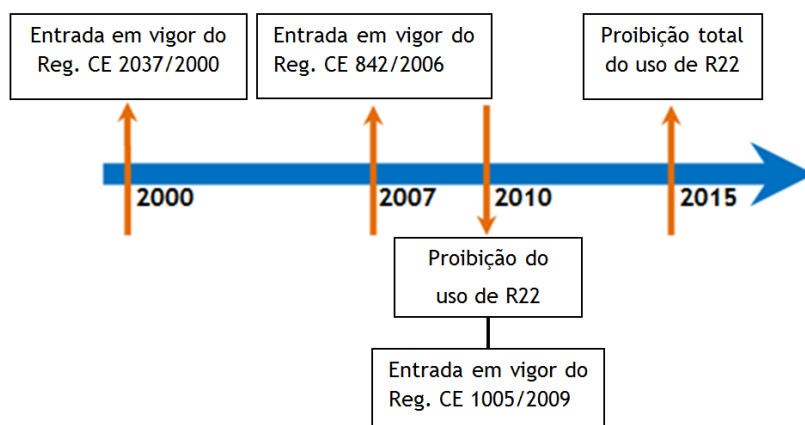 Entrada em vigor do
Reg. CE 2037/2000
Entrada em vigor do
Reg. CE 842/2006
Proibição total
do uso de R22
2000
2007
2010
2015
Proibição do
uso de R22
Entrada em vigor do
Reg. CE 1005/2009